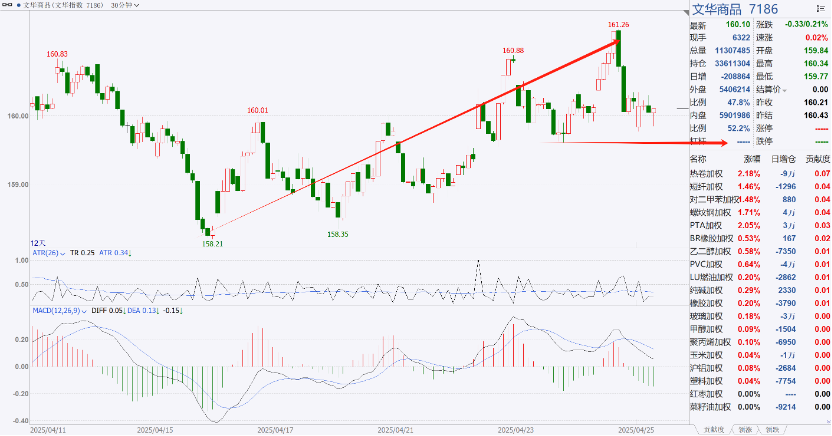 文华商品(文华指数 7186) 30分钟
160.83
160.01
158.21
158.35
160.88
161.26
160.00
159.00
12天
ATR(26) TR 0.25 ATR 0.34↓
1.00
0.80
MACD(12,26,9) DIFF 0.05↓ DEA 0.13↓ -0.15↓
0.20
0.00
-0.20
-0.40
2025/04/11 2025/04/15 2025/04/17 2025/04/21 2025/04/23 2025/04/25
文华商品 7186
最新 160.10 涨跌 -0.33/0.21%
现手 6322 速涨 0.02%
总量 11307485 开盘 159.84
持仓 33611304 最高 160.34
日增 -208864 最低 159.77
外盘 5406214 结算价 0.00
比例 47.8% 昨收 160.21
内盘 5901986 昨结 160.43
比例 52.2% 涨停 -----
----- 跌停 -----
名称 涨幅 日增仓 贡献度
热卷加权 2.18% -9万 0.07
短纤加权 1.46% -1296 0.04
对二甲苯加权 1.48% 880 0.04
螺纹钢加权 1.71% 4万 0.04
PTA加权 2.05% 3万 0.03
BR橡胶加权 0.53% 167 0.02
乙二醇加权 0.58% -7350 0.01
PVC加权 0.64% -4万 0.01
LU燃油加权 0.20% -2862 0.01
纯碱加权 0.29% 2330 0.01
橡胶加权 0.20% -3790 0.01
玻璃加权 0.18% -3万 0.00
甲醇加权 0.09% -1504 0.00
聚丙烯加权 0.10% -6950 0.00
玉米加权 0.04% -1万 0.00
沪铝加权 0.08% -2684 0.00
塑料加权 0.04% -7754 0.00
红枣加权 0.00% ---- 0.00
菜籽油加权 0.00% -9214 0.00
贡献度 领涨 领跌